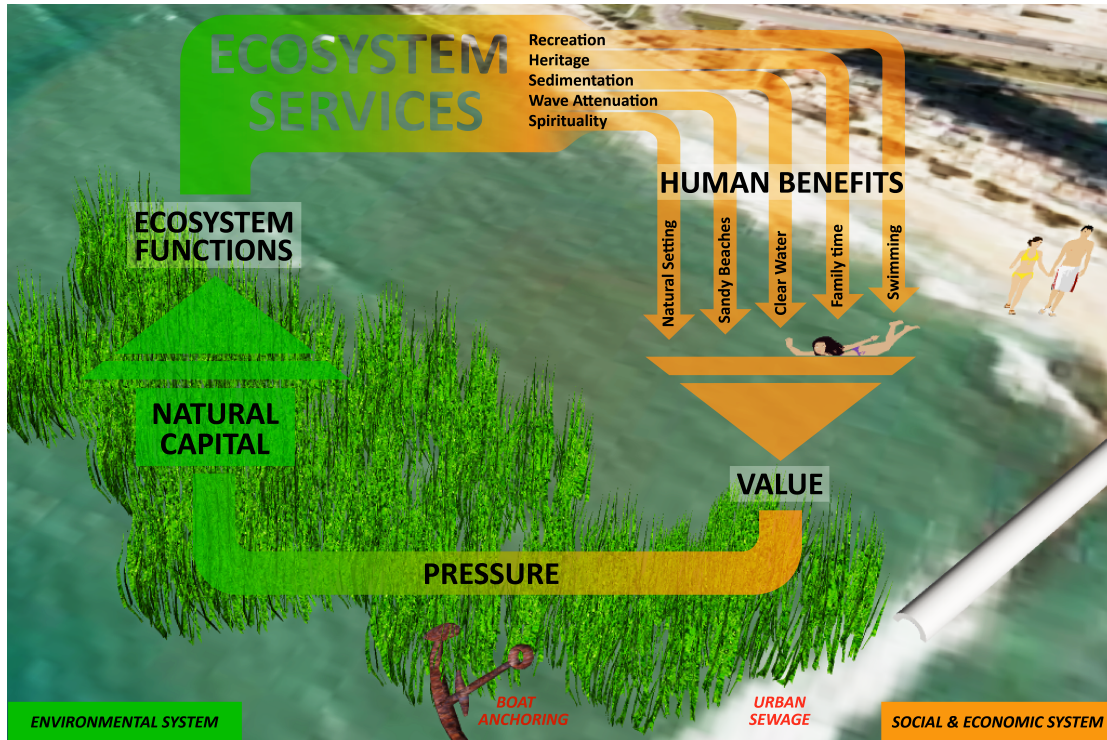 ECOSYSTEM
SERVICES
Recreation
Heritage
Sedimentation
Wave Attenuation
Spirituality
HUMAN BENEFITS
Natural Setting
Sandy Beaches
Clear Water
Family time
Swimming
ECOSYSTEM
FUNCTIONS
NATURAL
CAPITAL
VALUE
PRESSURE
BOAT
ANCHORING
URBAN
SEWAGE
ENVIRONMENTAL SYSTEM
SOCIAL & ECONOMIC SYSTEM